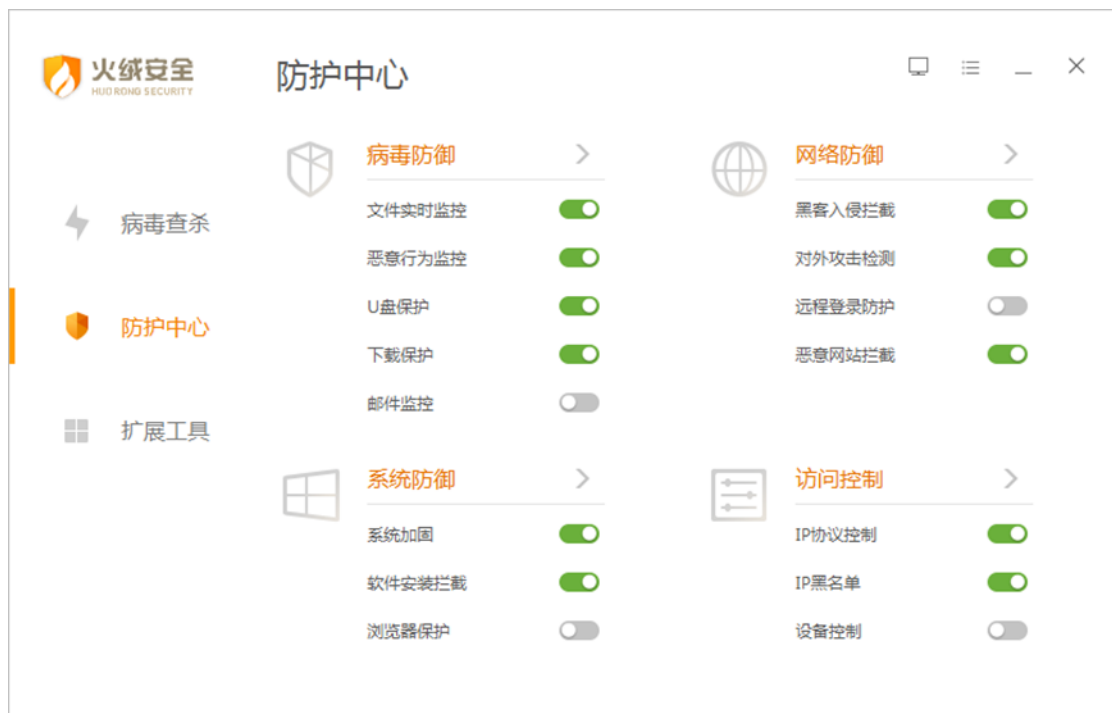 火绒安全
HUORONG SECURITY
防护中心
病毒查杀
防护中心
扩展工具
病毒防御
文件实时监控
恶意行为监控
U盘保护
下载保护
邮件监控
网络防御
黑客入侵拦截
对外攻击检测
远程登录防护
恶意网站拦截
系统防御
系统加固
软件安装拦截
浏览器保护
访问控制
IP协议控制
IP黑名单
设备控制